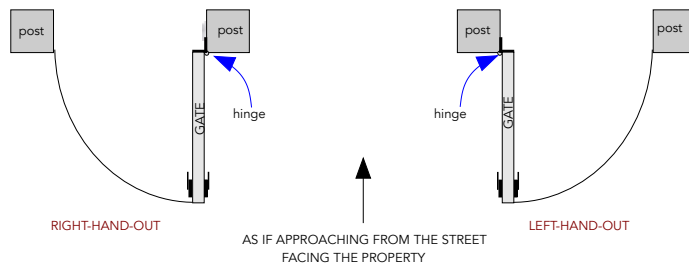 post
post
post
post
hinge
hinge
GATE
GATE
RIGHT-HAND-OUT
LEFT-HAND-OUT
AS IF APPROACHING FROM THE STREET
FACING THE PROPERTY